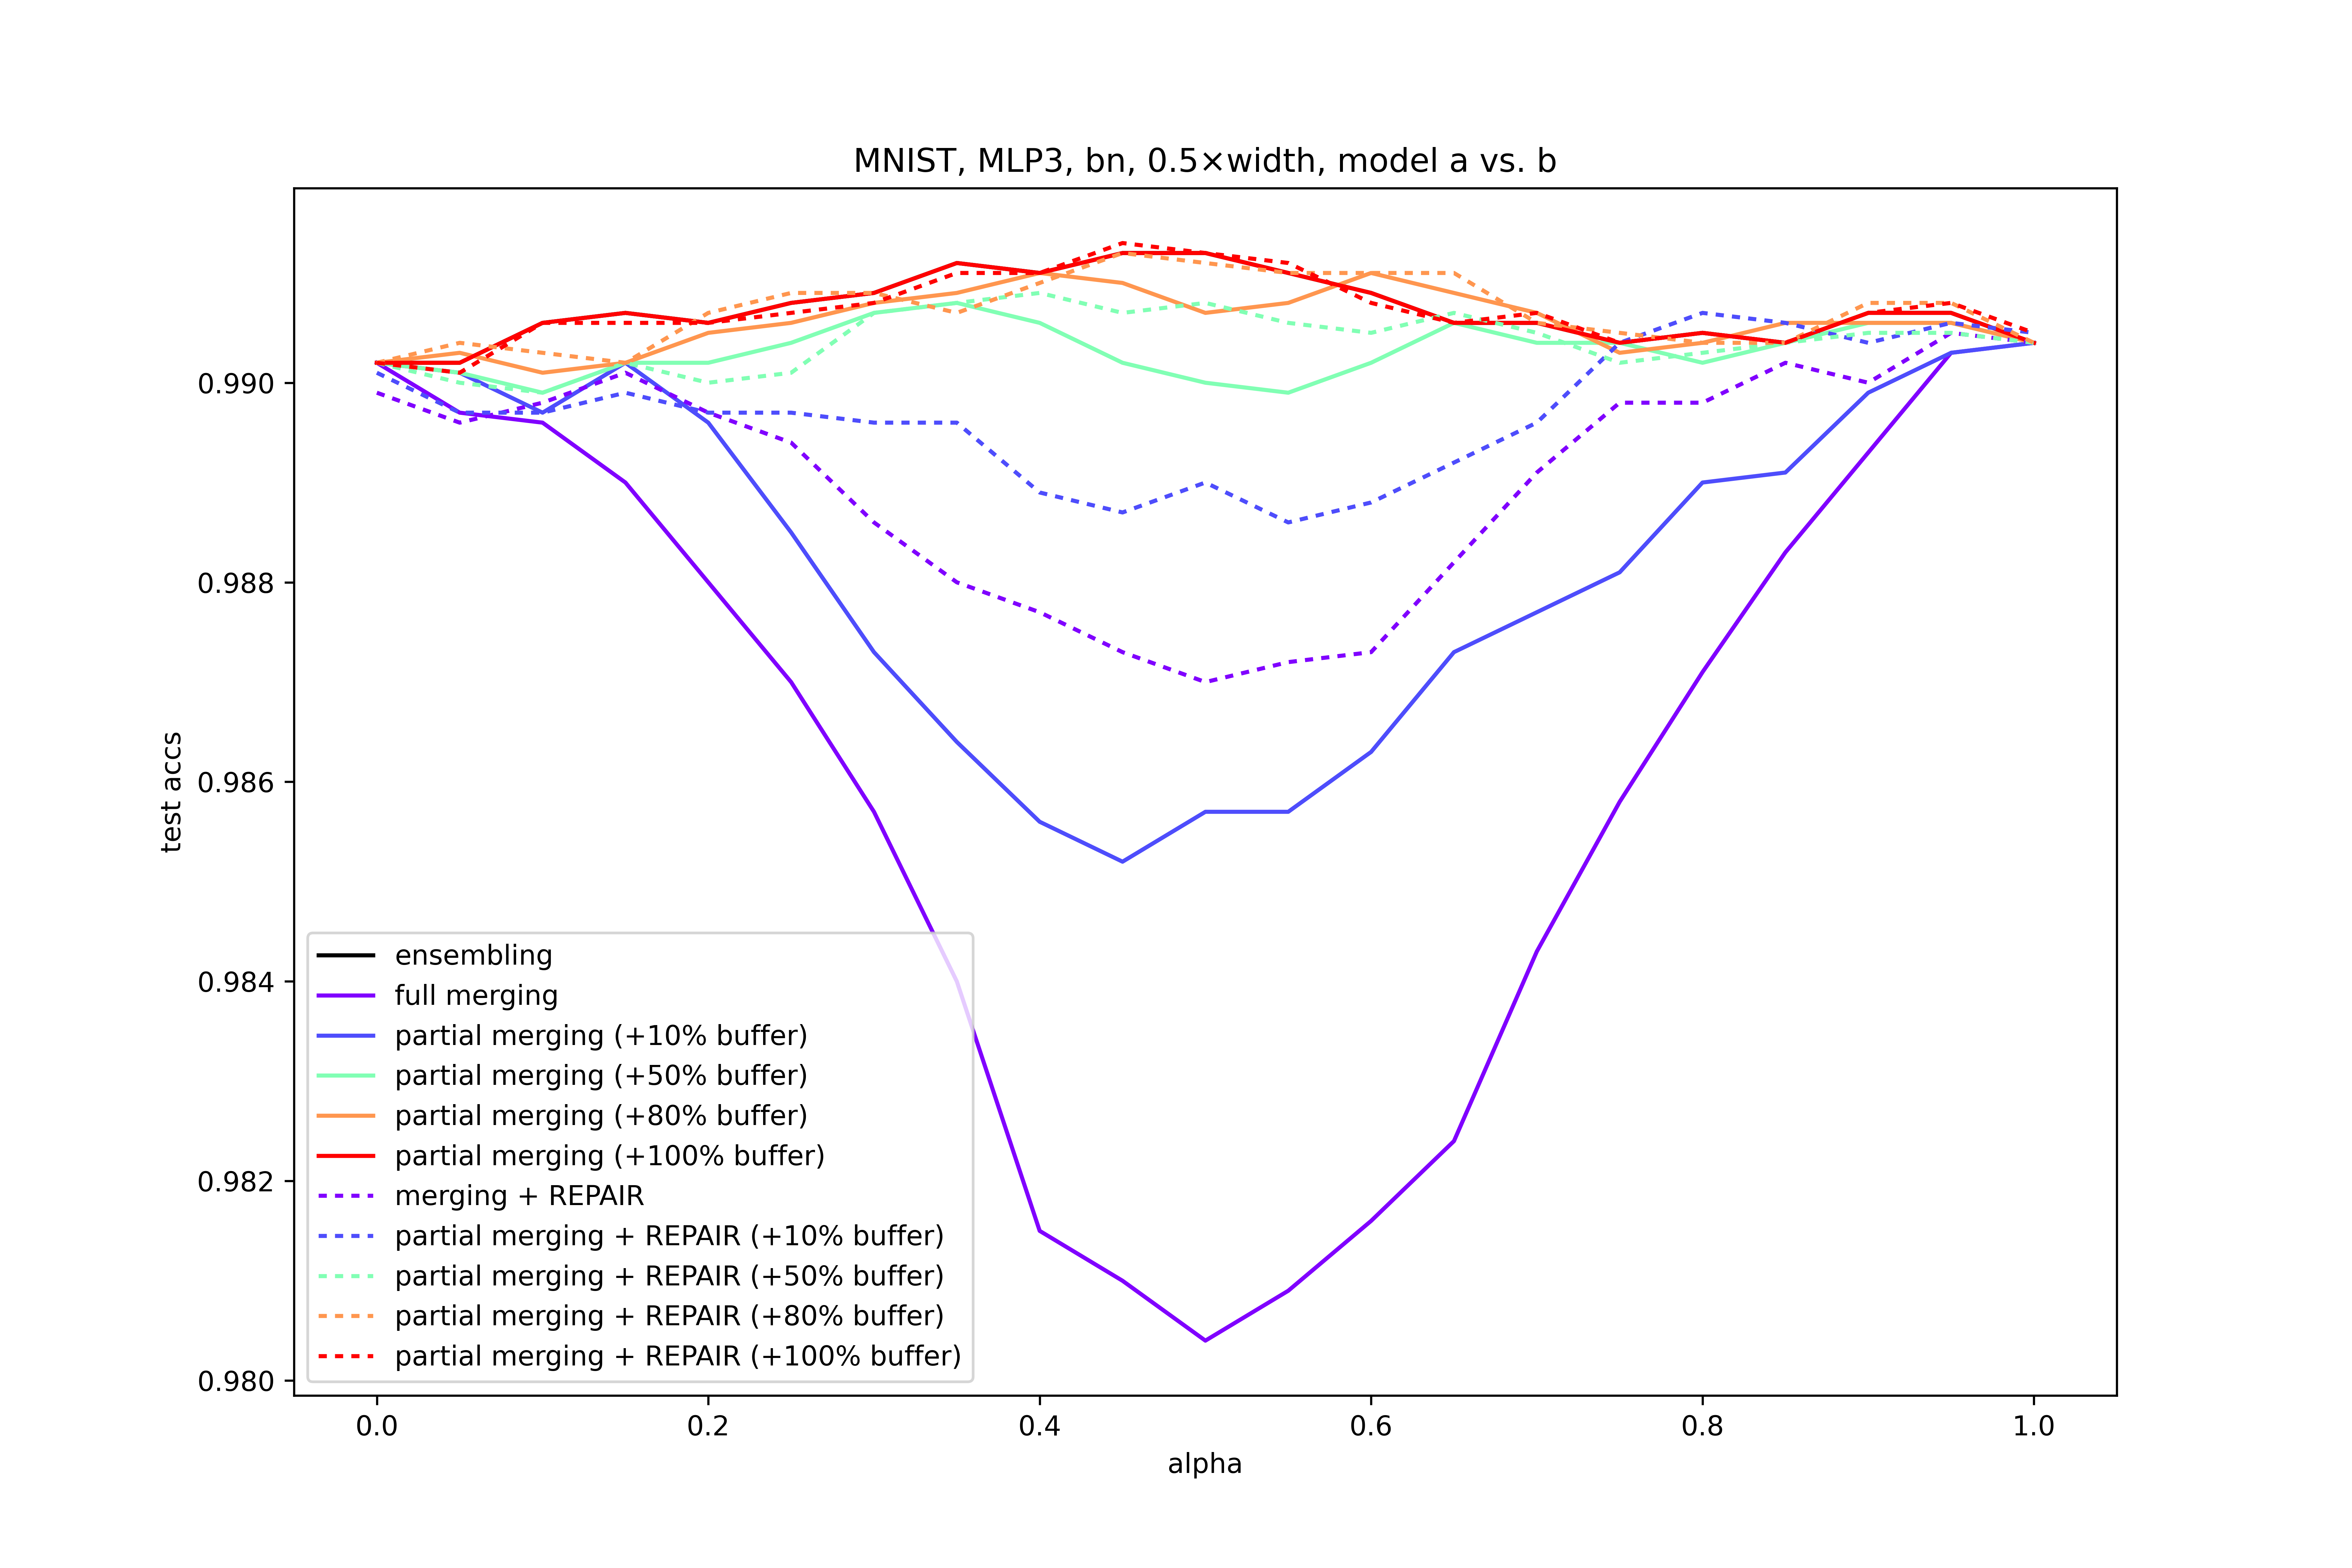 MNIST, MLP3, bn, 0.5×width, model a vs. b
test accs
0.990
0.988
0.986
0.984
0.982
0.980
ensembling
full merging
partial merging (+10% buffer)
partial merging (+50% buffer)
partial merging (+80% buffer)
partial merging (+100% buffer)
merging + REPAIR
partial merging + REPAIR (+10% buffer)
partial merging + REPAIR (+50% buffer)
partial merging + REPAIR (+80% buffer)
partial merging + REPAIR (+100% buffer)
0.0 0.2 0.4 0.6 0.8 1.0
alpha